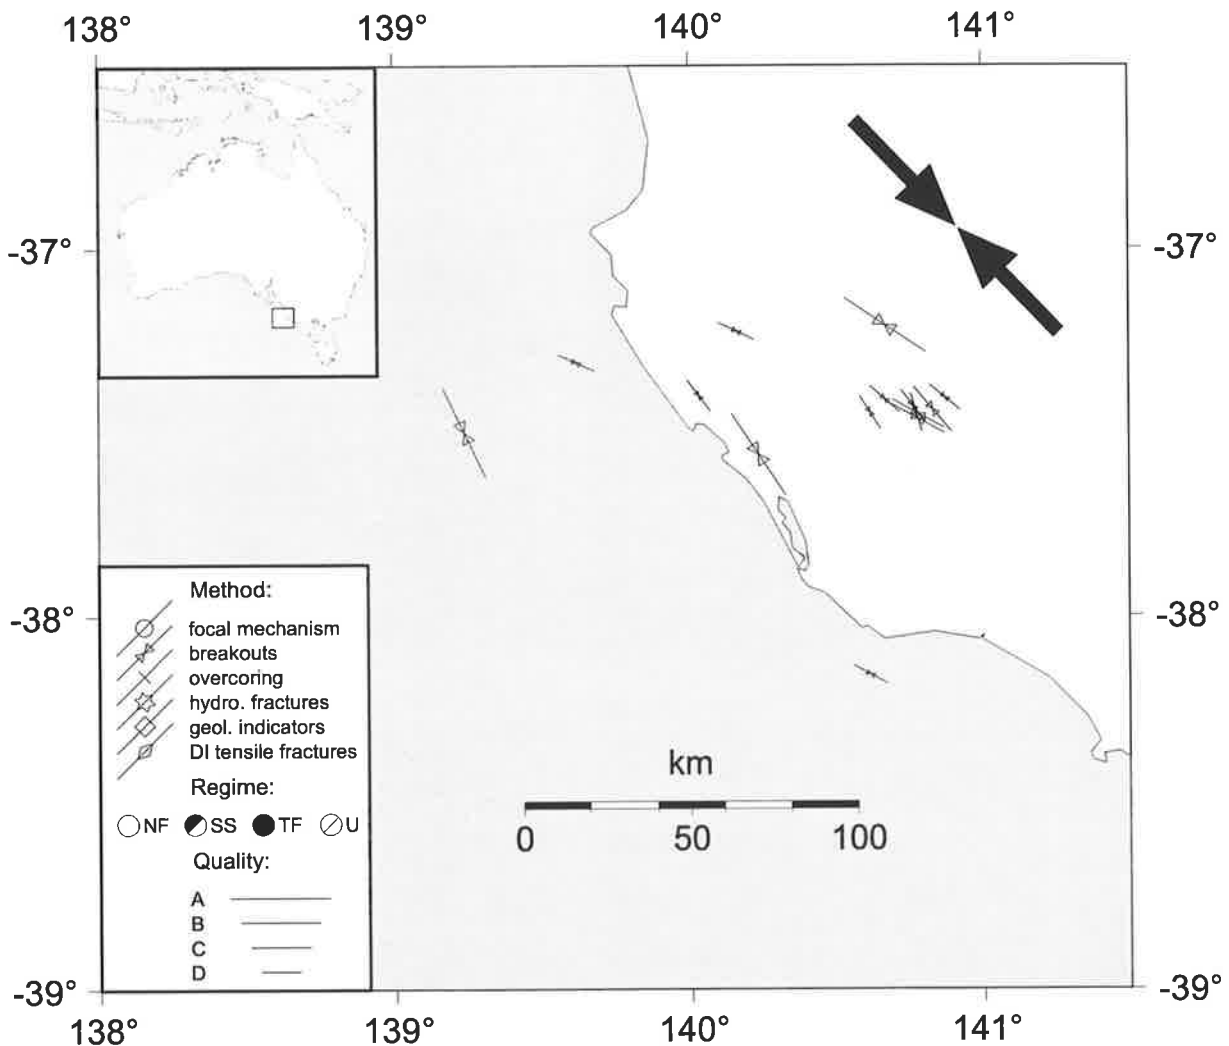 138° 139° 140° 141°
-37° -37°
Method:
focal mechanism
breakouts
overcoring
hydro. fractures
geol. indicators
DI tensile fractures
Regime:
NF SS TF U
Quality:
A
B
C
D
-38° -38°
km
0 50 100
-39° -39°
138° 139° 140° 141°